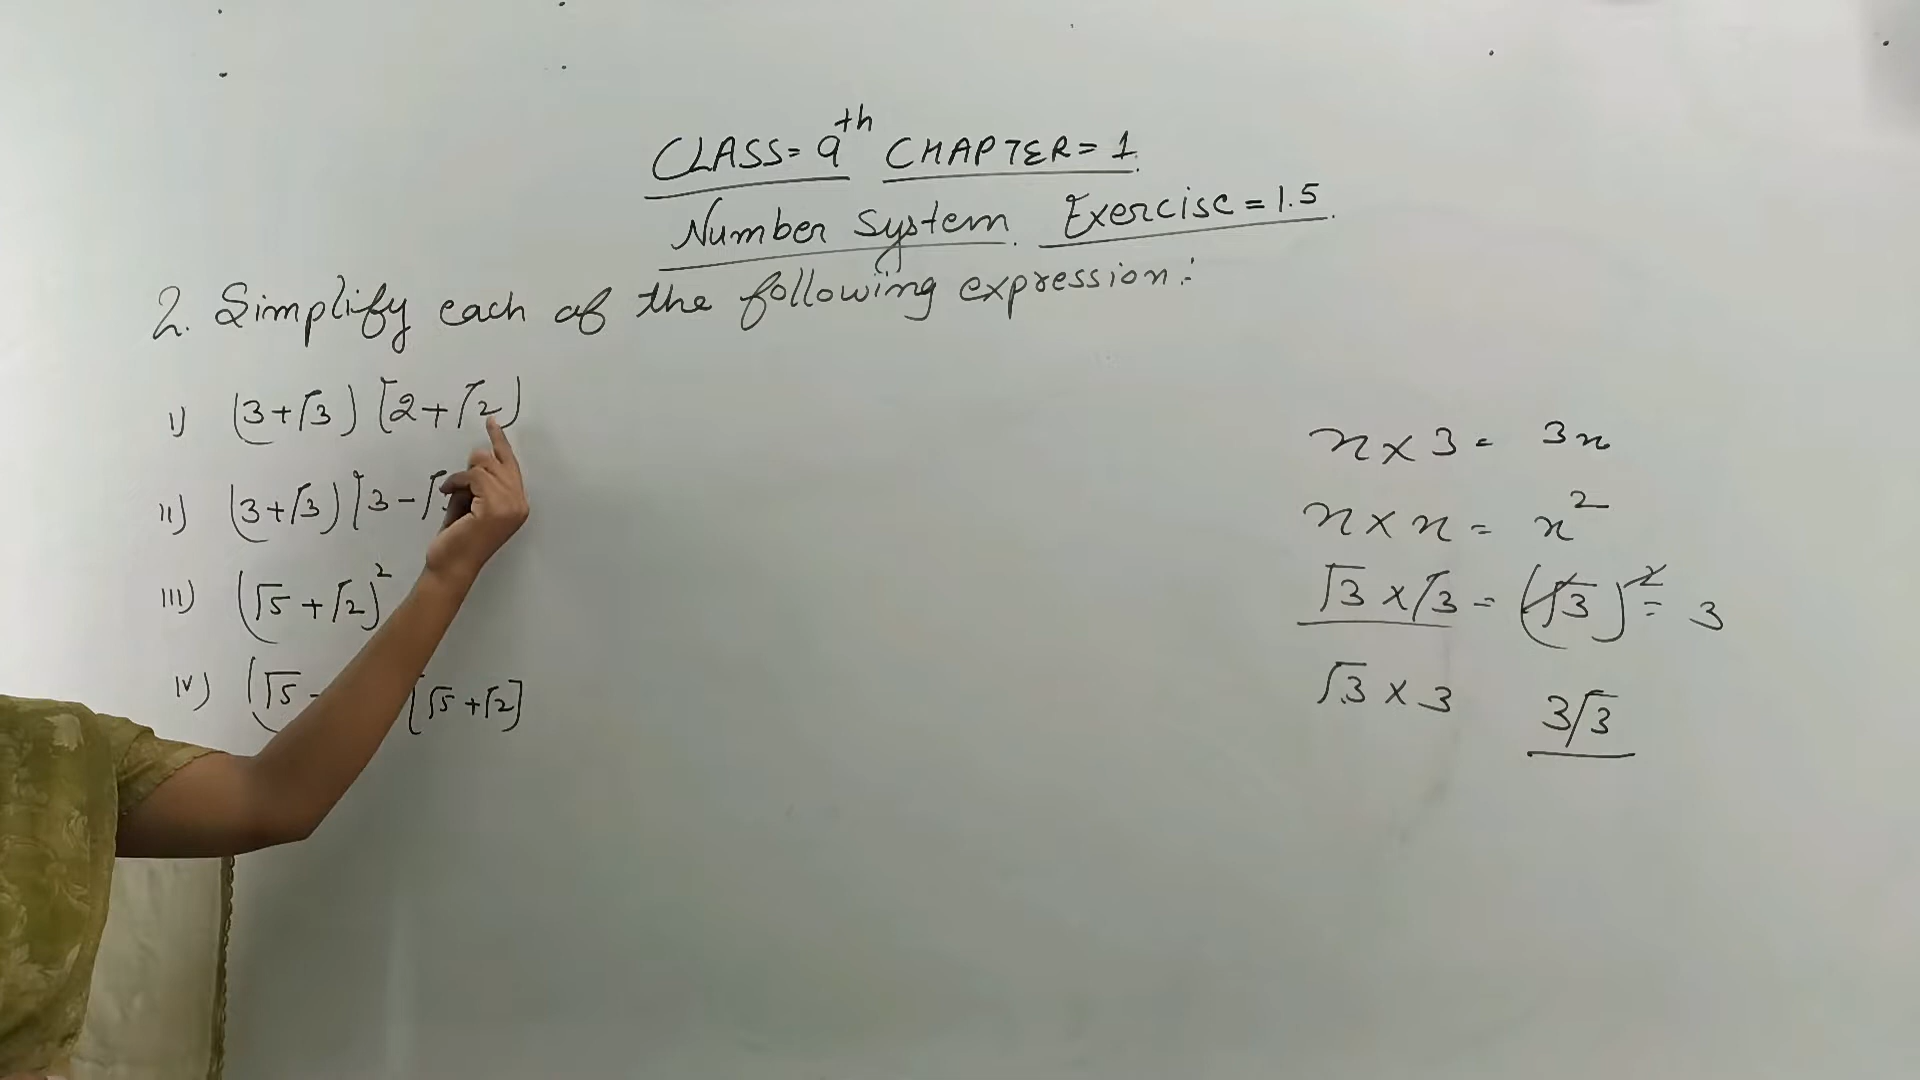 CLASS= 9th CHAPTER= 1.
Number System. Exercise = 1.5.
2. Simplify each of the following expression:
i) (3+√3) [2+√2)
ii) (3+√3) [3-√
iii) (√5 + √2)²
iv) (√5 - [√5 +√2]
x × 3 = 3x
x × x = x²
√3 × √3 = (√3)² = 3
√3 × 3 3√3